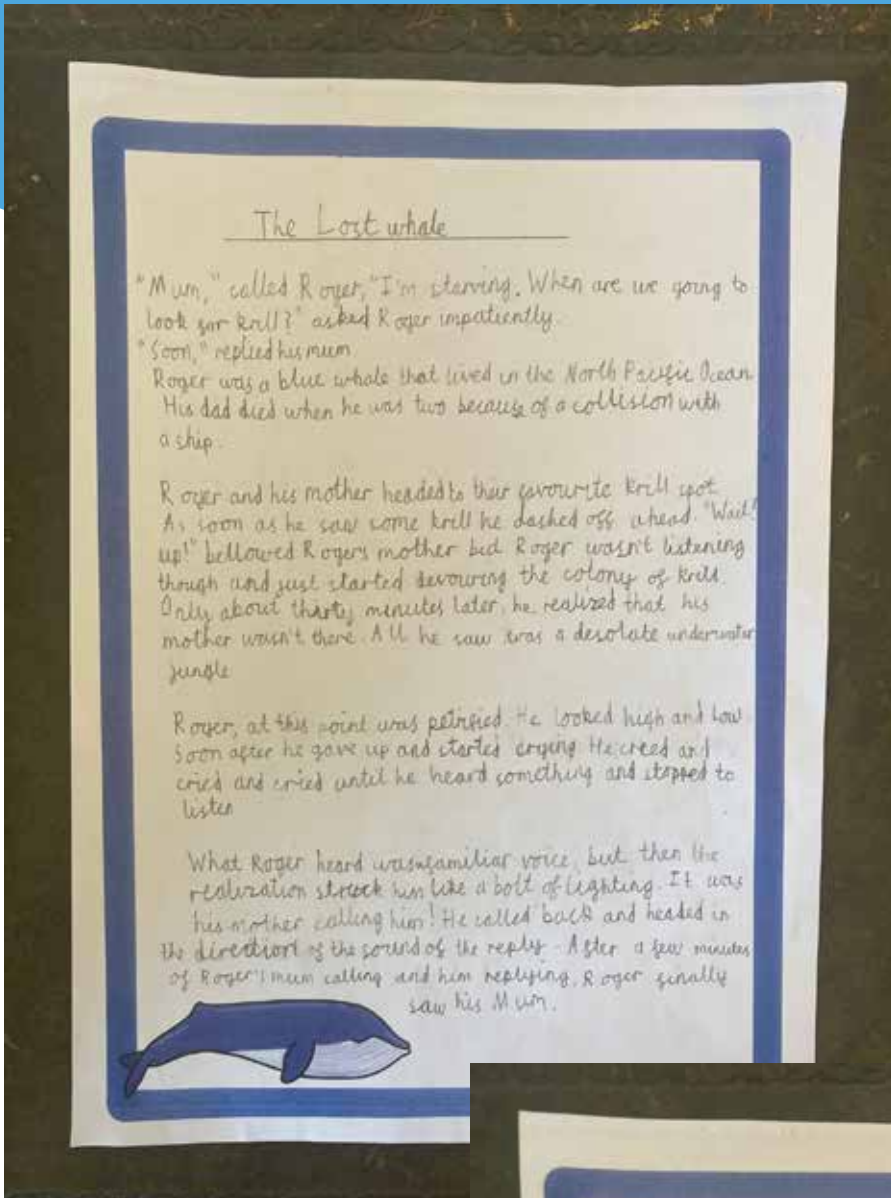 The Lost whale
"Mum," called Roger, "I'm starving. When are we going to
look for krill?" asked Roger impatiently.
"Soon," replied his mum
Roger was a blue whale that lived in the North Pacific Ocean
His dad died when he was two because of a collision with
a ship.
Roger and his mother headed to their favourite krill spot
As soon as he saw some krill he dashed off ahead. "Wait!
up!" bellowed Rogers mother but Roger wasn't listening
though and just started devouring the colony of krill
Only about thirty minutes later, he realized that his
mother wasn't there. All he saw was a desolate underwater
jungle
Roger, at this point was petrified. He looked high and low
Soon after he gave up and started crying He creed and
cried and cried until he heard something and stopped to
listen
What Roger heard was familiar voice, but then the
realization struck him like a bolt of lighting. It was
his mother calling him! He called back and headed in
the direction of the sound of the reply. After a few minutes
of Roger's mum calling and him replying, Roger finally
saw his Mum.